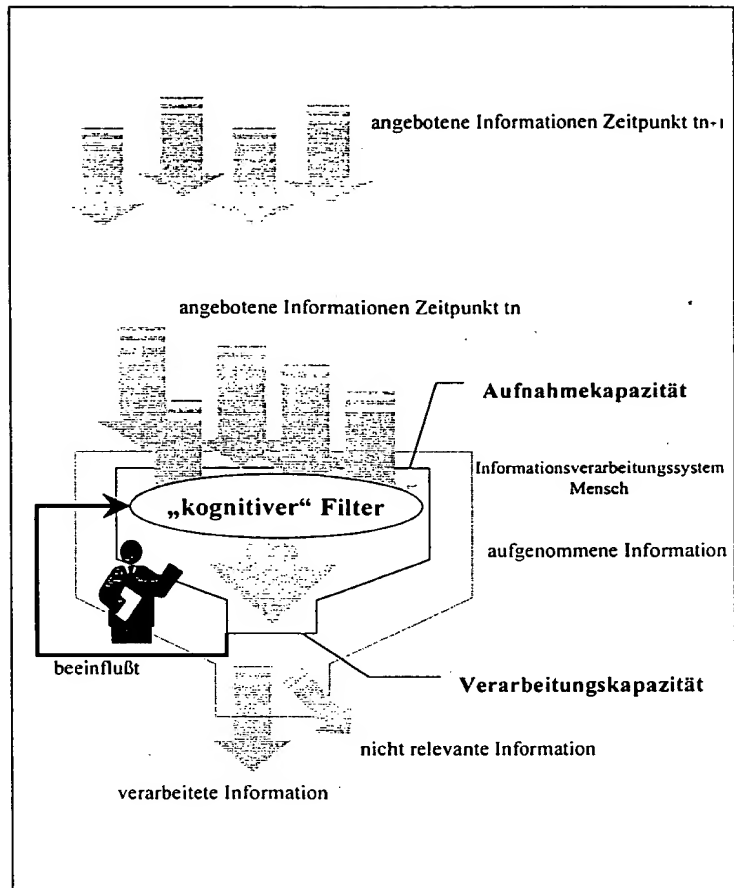 angebotene Informationen Zeitpunkt tn+1
angebotene Informationen Zeitpunkt tn
Aufnahmekapazität
Informationsverarbeitungssystem
Mensch
„kognitiver“ Filter
aufgenommene Information
beeinflußt
Verarbeitungskapazität
nicht relevante Information
verarbeitete Information